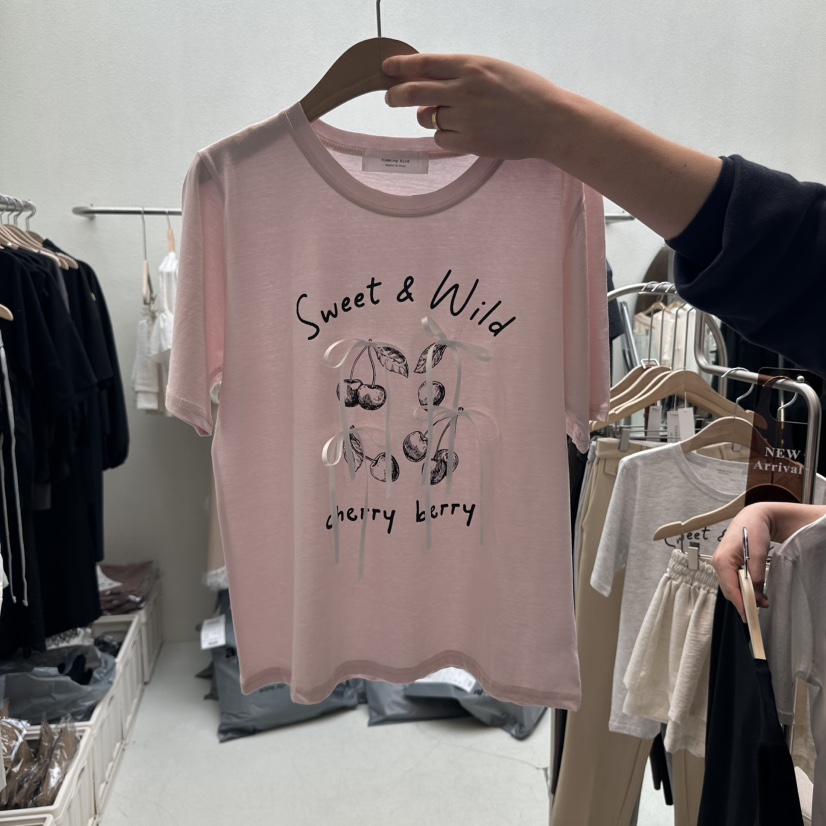 Sweet & Wild
cherry berry
NEW
Arrival